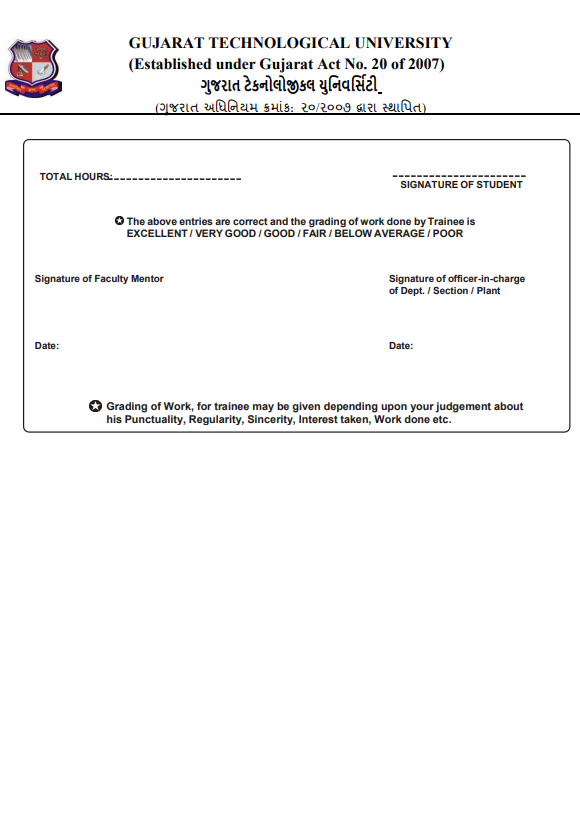 GUJARAT TECHNOLOGICAL UNIVERSITY
(Established under Gujarat Act No. 20 of 2007)
ગુજરાત ટેકનોલોજીકલ યુનિવર્સિટી
(ગુજરાત અધિનિયમ ક્રમાંક: ૨૦/૨૦૦૭ દ્વારા સ્થાપિત)
TOTAL HOURS:
SIGNATURE OF STUDENT
The above entries are correct and the grading of work done by Trainee is
EXCELLENT / VERY GOOD / GOOD / FAIR / BELOW AVERAGE / POOR
Signature of Faculty Mentor
Signature of officer-in-charge
of Dept. / Section / Plant
Date:
Date:
Grading of Work, for trainee may be given depending upon your judgement about
his Punctuality, Regularity, Sincerity, Interest taken, Work done etc.